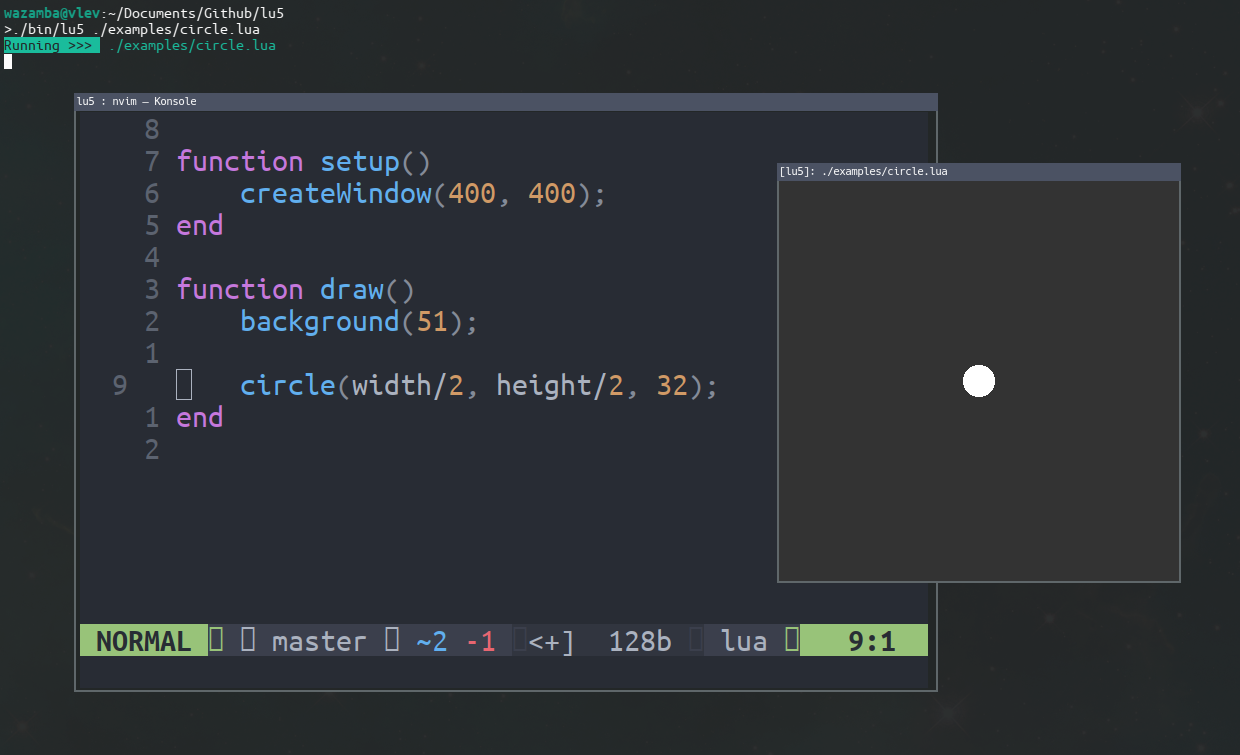 wazamba@vlev:~/Documents/Github/lu5
>./bin/lu5 ./examples/circle.lua
Running >>> ./examples/circle.lua
lu5 : nvim — Konsole
8
7 function setup()
6 createWindow(400, 400);
5 end
4
3 function draw()
2 background(51);
1
9 circle(width/2, height/2, 32);
1 end
2
NORMAL master ~2 -1 <+] 128b lua 9:1
[lu5]: ./examples/circle.lua